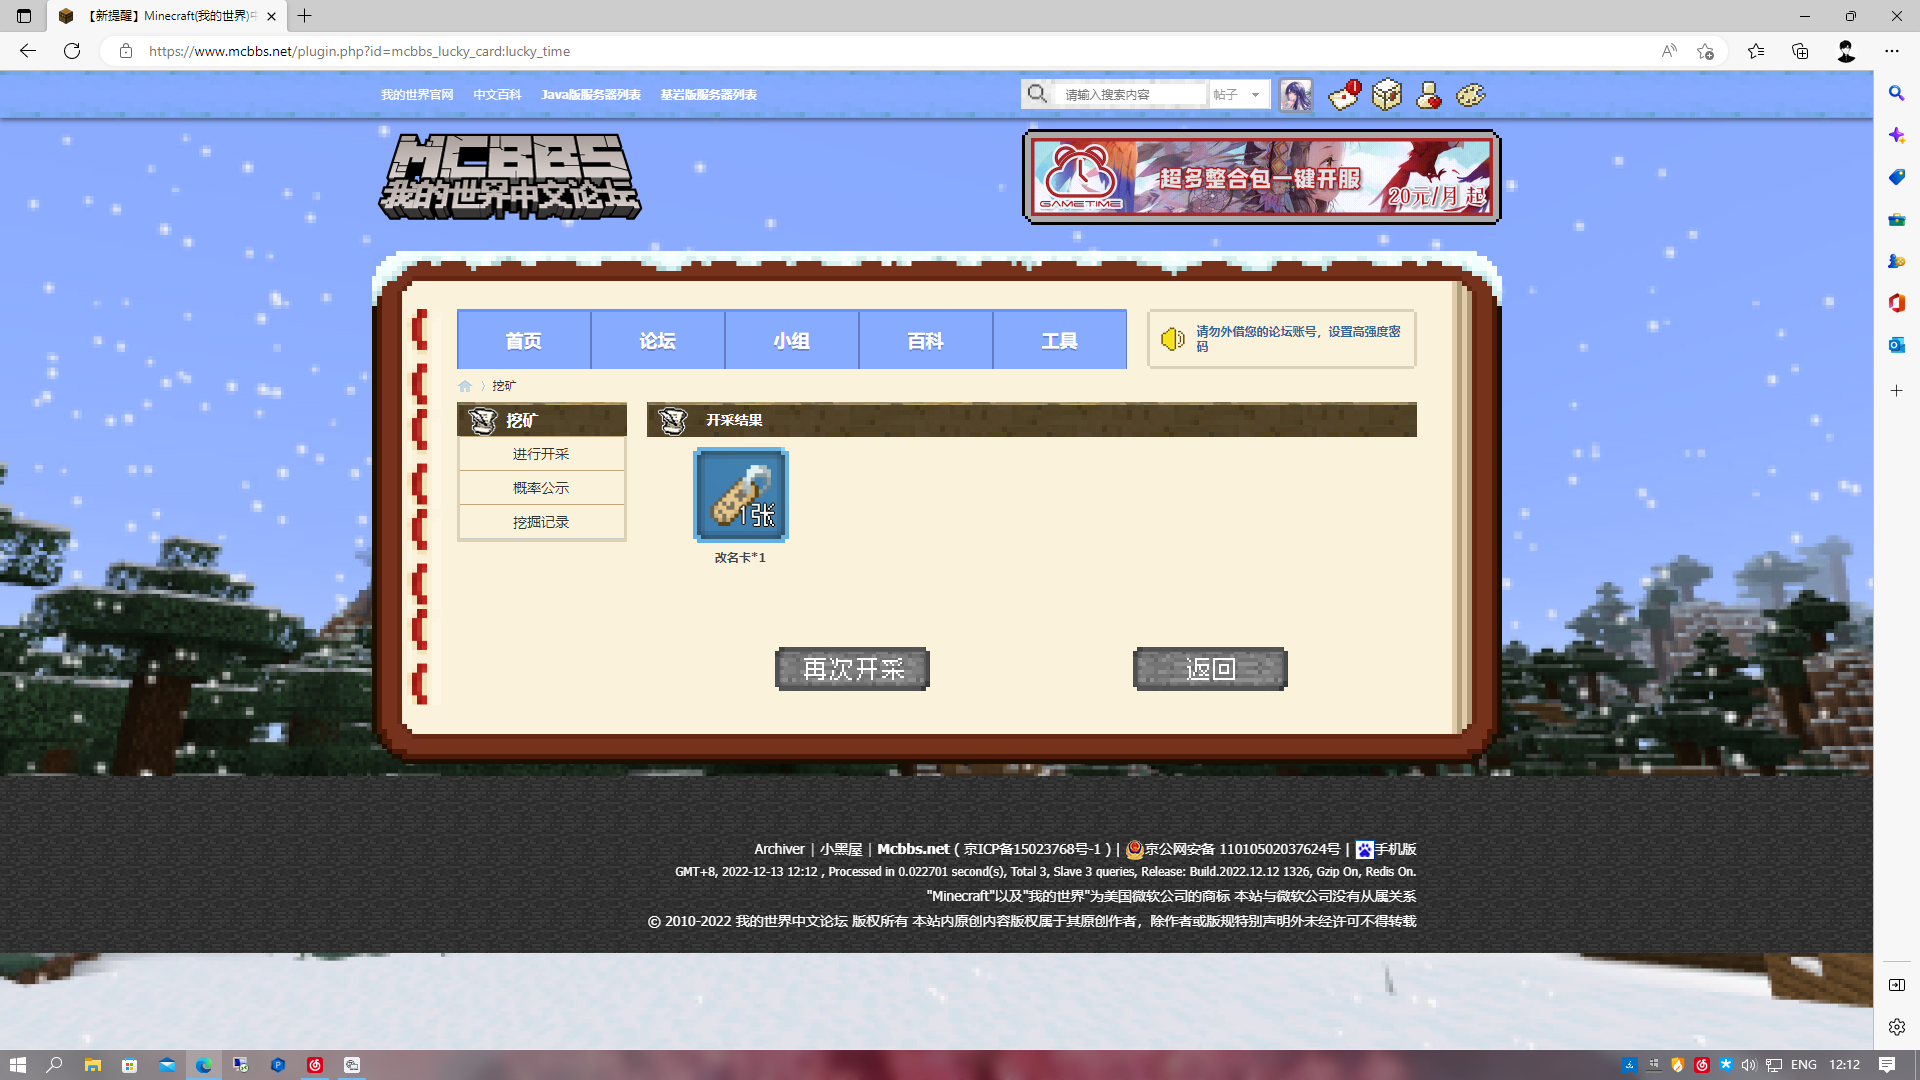 【新提醒】Minecraft(我的世界)中
https://www.mcbbs.net/plugin.php?id=mcbbs_lucky_card:lucky_time
我的世界官网 中文百科 Java版服务器列表 基岩版服务器列表
请输入搜索内容 帖子
MCBBS
我的世界中文论坛
GAMETIME
超多整合包一键开服
20元/月 起
首页 论坛 小组 百科 工具
请勿外借您的论坛账号，设置高强度密
码
挖矿
挖矿
进行开采
概率公示
挖掘记录
开采结果
1张
改名卡*1
再次开采 返回
Archiver | 小黑屋 | Mcbbs.net ( 京ICP备15023768号-1 ) | 京公网安备 11010502037624号 | 手机版
GMT+8, 2022-12-13 12:12 , Processed in 0.022701 second(s), Total 3, Slave 3 queries, Release: Build.2022.12.12 1326, Gzip On, Redis On.
"Minecraft"以及"我的世界"为美国微软公司的商标 本站与微软公司没有从属关系
© 2010-2022 我的世界中文论坛 版权所有 本站内原创内容版权属于其原创作者，除作者或版规特别声明外未经许可不得转载
ENG 12:12